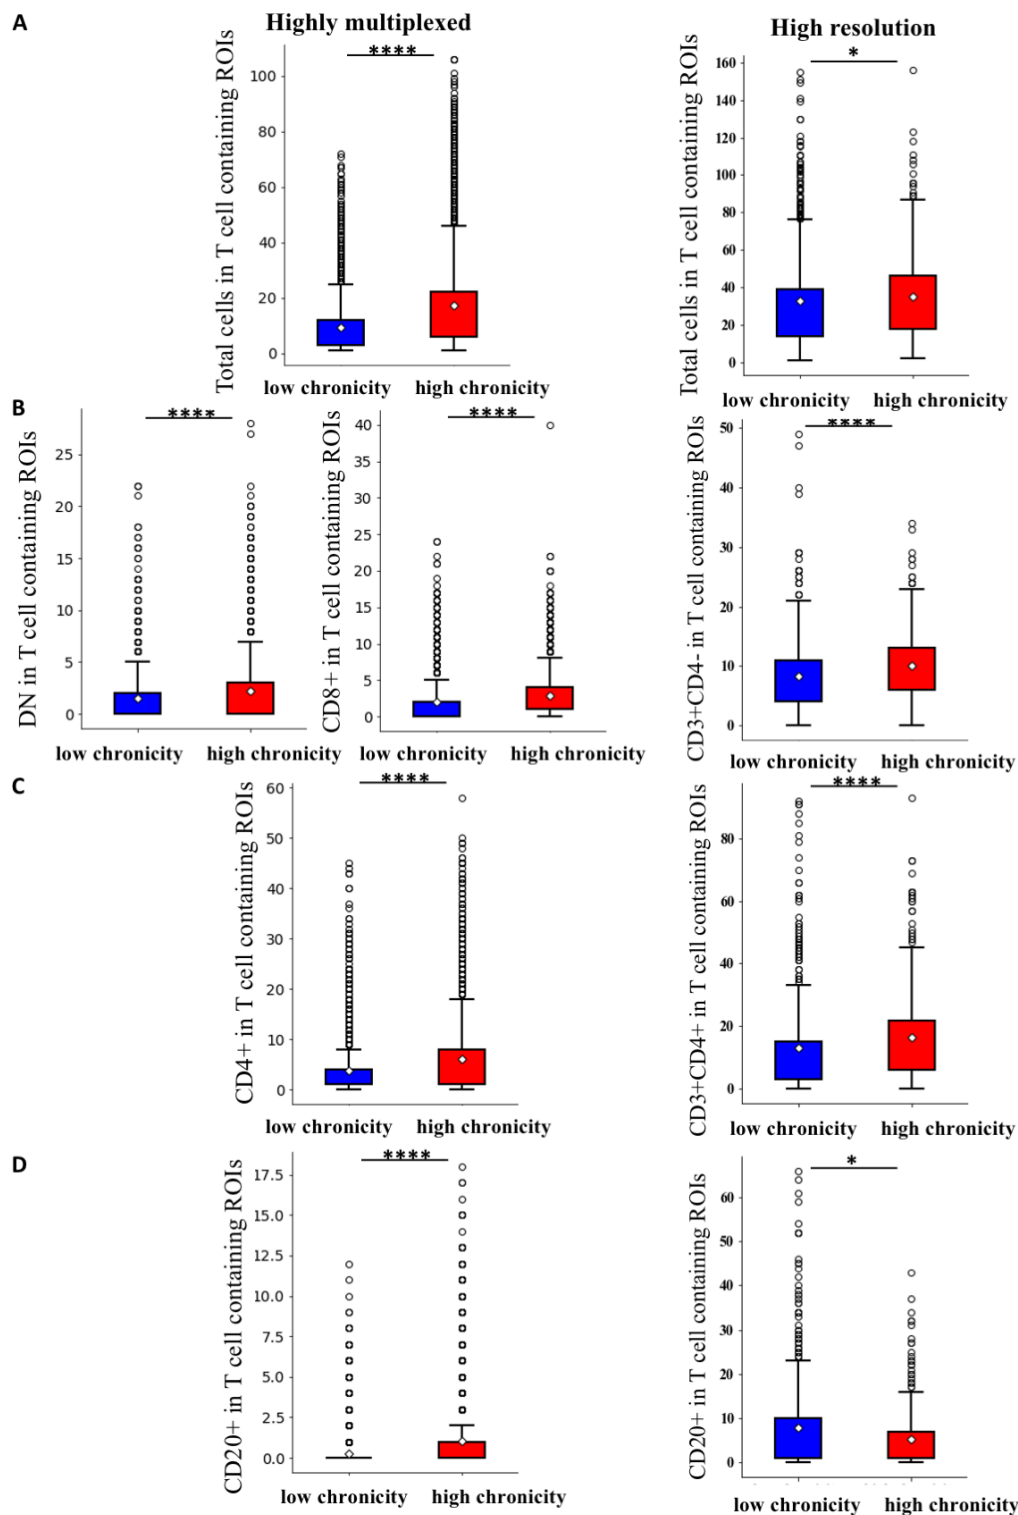 A
Highly multiplexed
High resolution
Total cells in T cell containing ROIs
****
100
80
60
40
20
0
low chronicity
high chronicity
Total cells in T cell containing ROIs
*
160
140
120
100
80
60
40
20
0
low chronicity
high chronicity
B
DN in T cell containing ROIs
****
25
20
15
10
5
0
low chronicity
high chronicity
CD8+ in T cell containing ROIs
****
40
35
30
25
20
15
10
5
0
low chronicity
high chronicity
CD3+CD4- in T cell containing ROIs
****
50
40
30
20
10
0
low chronicity
high chronicity
C
CD4+ in T cell containing ROIs
****
60
50
40
30
20
10
0
low chronicity
high chronicity
CD3+CD4+ in T cell containing ROIs
****
80
60
40
20
0
low chronicity
high chronicity
D
CD20+ in T cell containing ROIs
****
17.5
15.0
12.5
10.0
7.5
5.0
2.5
0.0
low chronicity
high chronicity
CD20+ in T cell containing ROIs
*
60
50
40
30
20
10
0
low chronicity
high chronicity